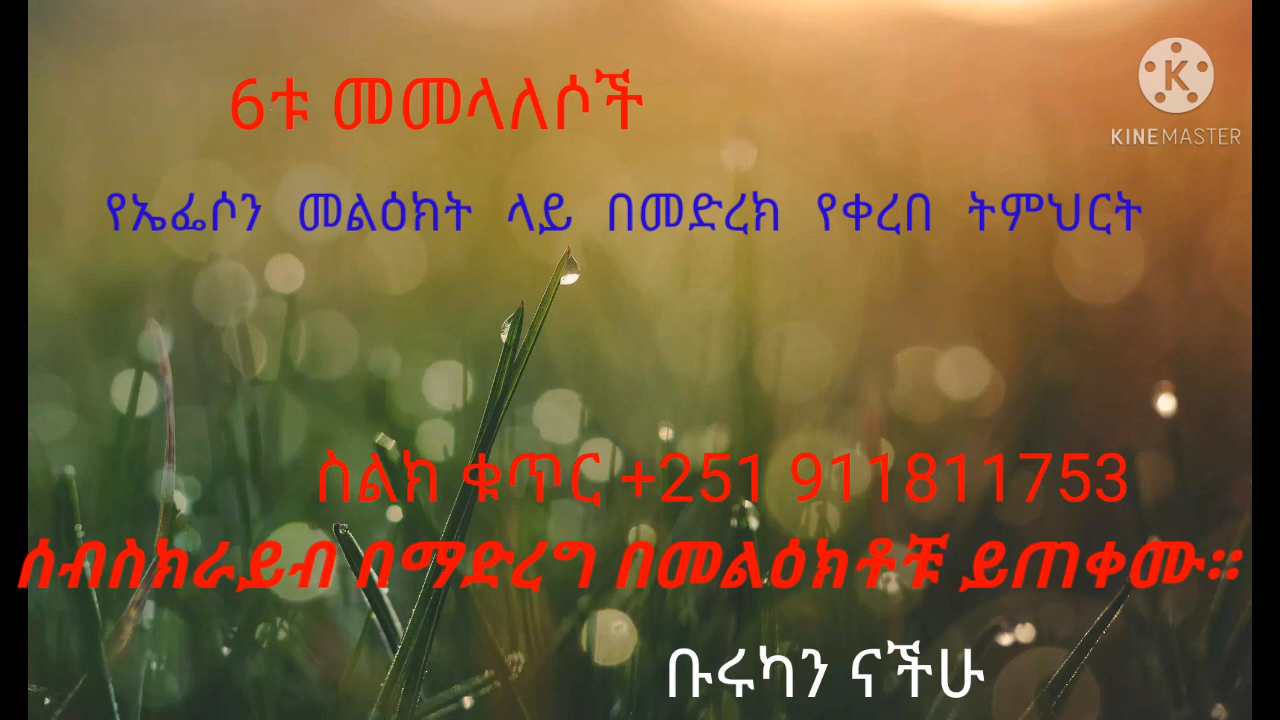 6ቱ መመላለሶች
KINEMASTER
የኤፌሶን መልዕክት ላይ በመድረክ የቀረበ ትምህርት
ስልክ ቁጥር +251 911811753
ሰብስክራይብ በማድረግ በመልዕክቶቹ ይጠቀሙ።
ቡሩካን ናችሁ